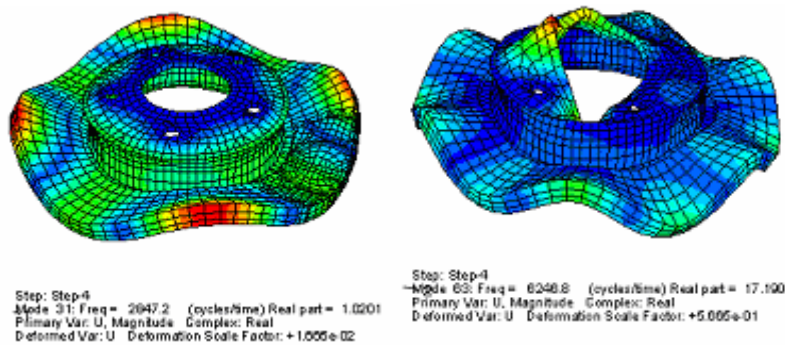 Step: Step-4
Mode 31: Freq = 2847.2 (cycles/time) Real part = 1.0201
Primary Var: U, Magnitude Complex: Real
Deformed Var: U Deformation Scale Factor: +1.665e-02
Step: Step-4
Mode 63: Freq = 6246.8 (cycles/time) Real part = 17.190
Primary Var: U, Magnitude Complex: Real
Deformed Var: U Deformation Scale Factor: +5.665e-01